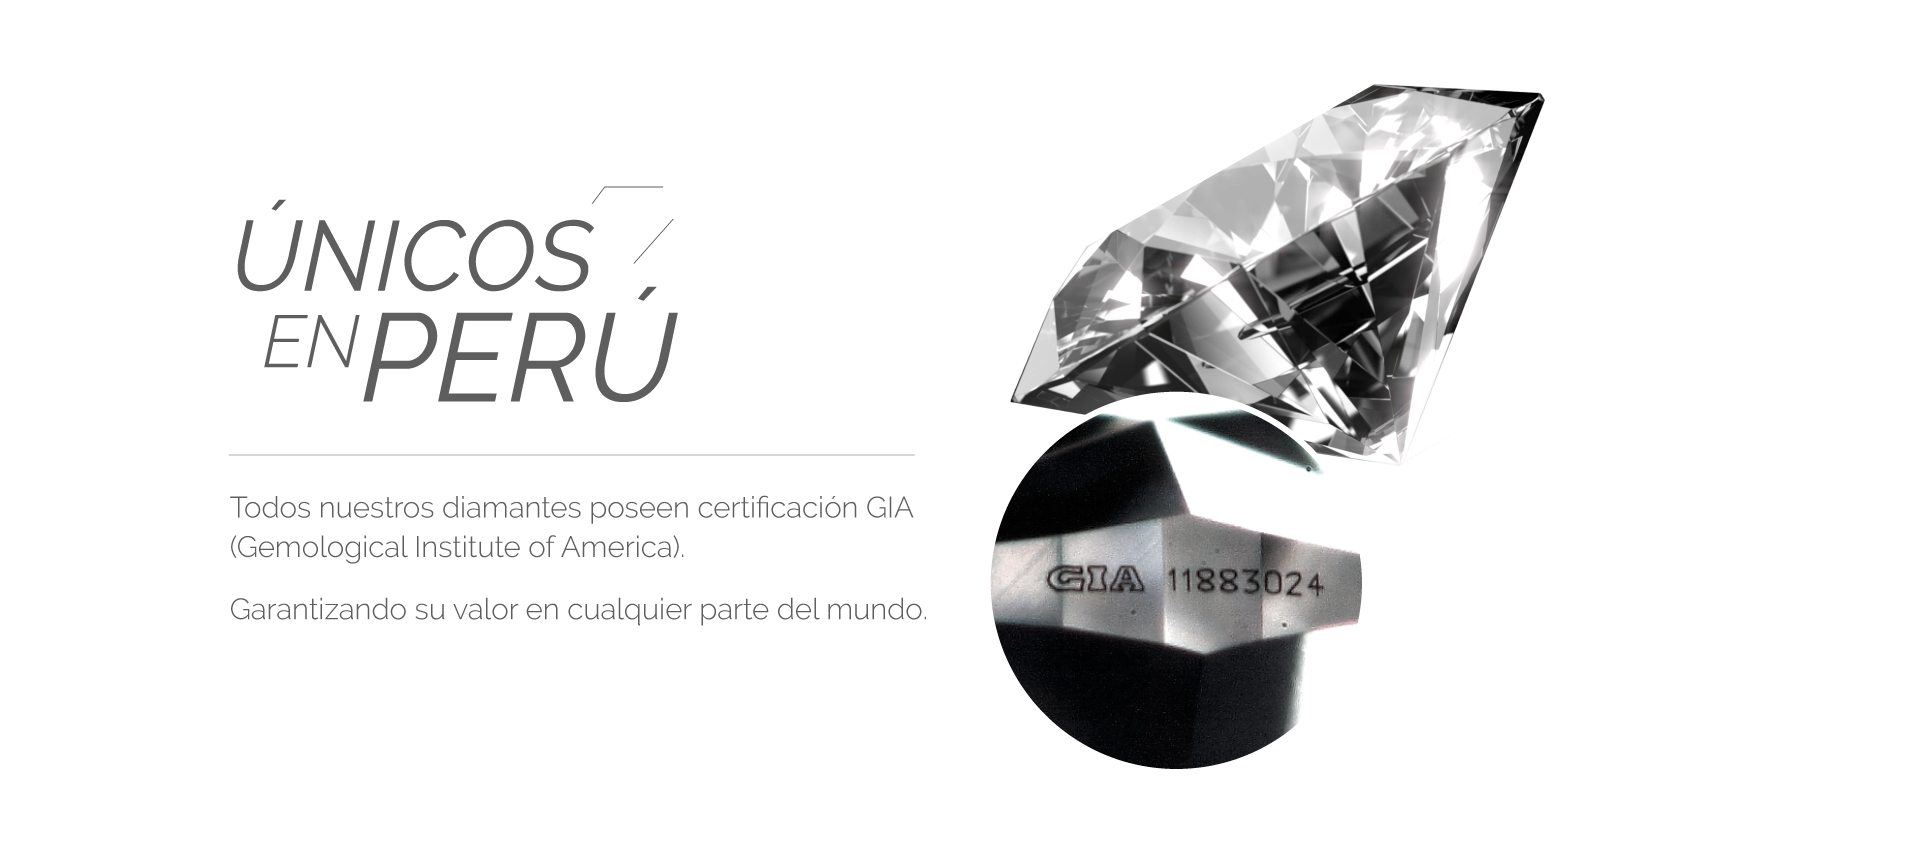 ÚNICOS
EN PERÚ
Todos nuestros diamantes poseen certificación GIA
(Gemological Institute of America).
Garantizando su valor en cualquier parte del mundo.
GIA 11883024